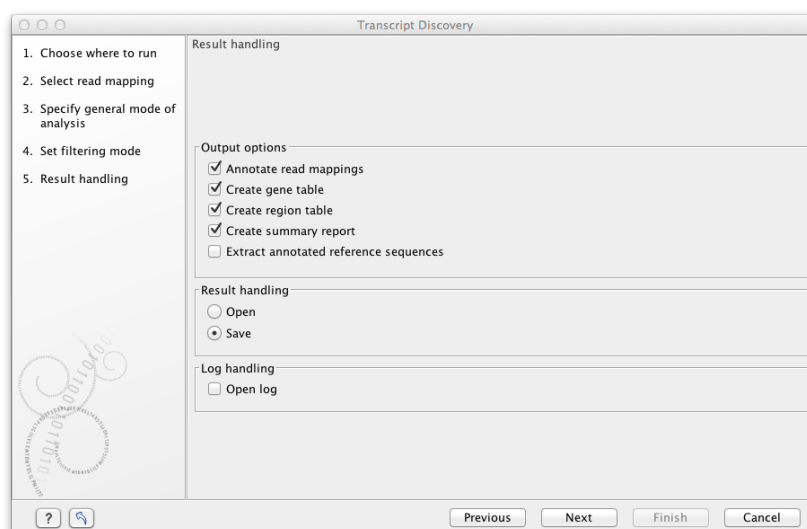 Transcript Discovery
1. Choose where to run
2. Select read mapping
3. Specify general mode of
analysis
4. Set filtering mode
5. Result handling
Result handling
Output options
Annotate read mappings
Create gene table
Create region table
Create summary report
Extract annotated reference sequences
Result handling
Open
Save
Log handling
Open log
?
Previous
Next
Finish
Cancel